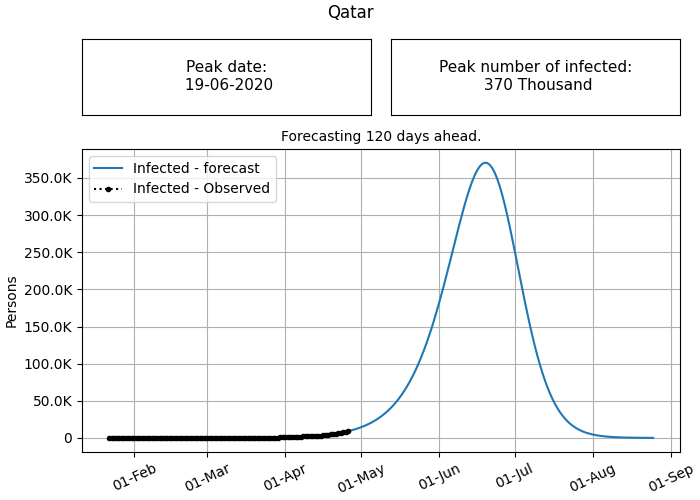 Qatar
Peak date:
19-06-2020
Peak number of infected:
370 Thousand
Forecasting 120 days ahead.
Infected - forecast
Infected - Observed
Persons
350.0K
300.0K
250.0K
200.0K
150.0K
100.0K
50.0K
0
01-Feb
01-Mar
01-Apr
01-May
01-Jun
01-Jul
01-Aug
01-Sep